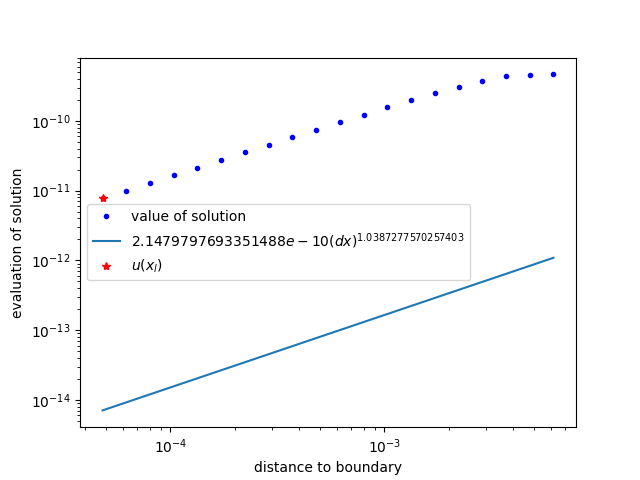 10^{-10}
10^{-11}
10^{-12}
10^{-13}
10^{-14}
evaluation of solution
value of solution
2.1479797693351488e − 10(dx)^{1.0387277570257403}
u(x_l)
10^{-4} 10^{-3}
distance to boundary